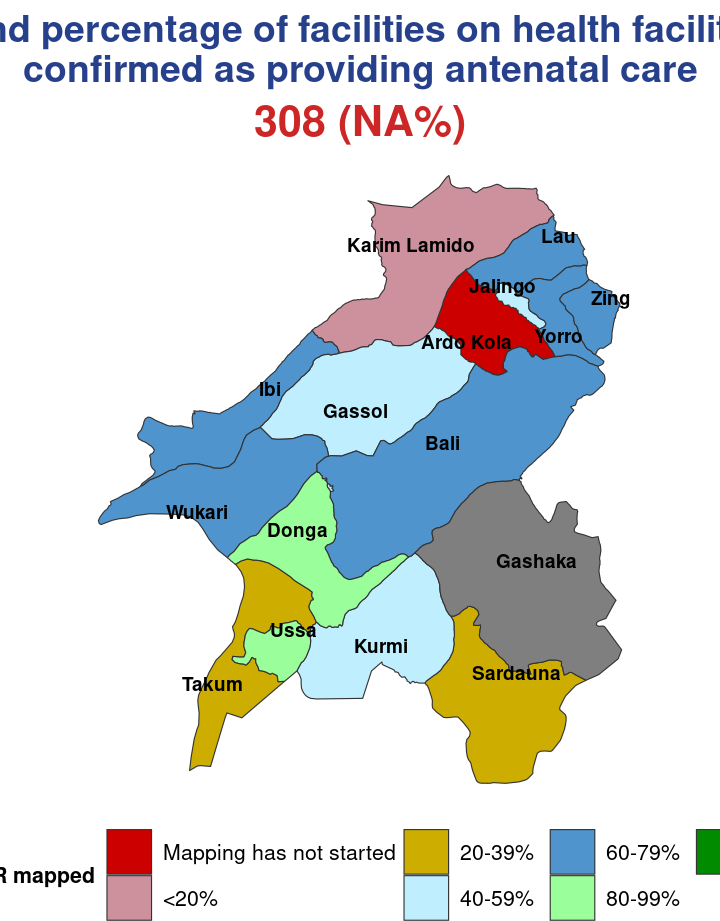 nd percentage of facilities on health facilit
confirmed as providing antenatal care
308 (NA%)
Karim Lamido
Lau
Jalingo
Zing
Yorro
Ardo Kola
Ibi
Gassol
Bali
Wukari
Donga
Gashaka
Ussa
Kurmi
Sardauna
Takum
R mapped
Mapping has not started
<20%
20-39%
40-59%
60-79%
80-99%